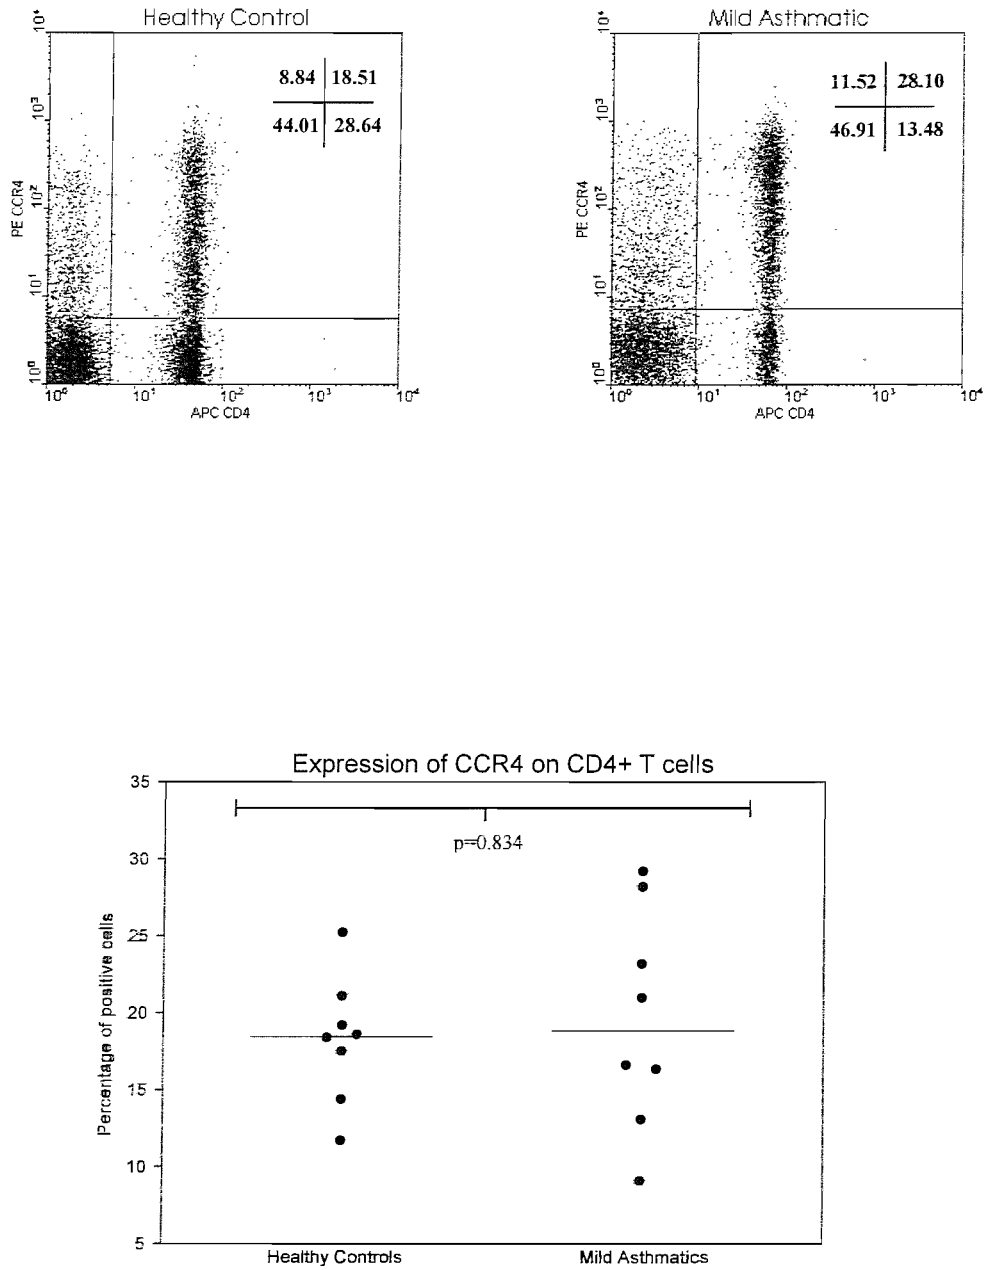 Healthy Control
10⁴
10³
10²
10¹
10⁰
PE CCR4
8.84 18.51
44.01 28.64
10⁰ 10¹ 10² 10³ 10⁴
APC CD4
Mild Asthmatic
10⁴
10³
10²
10¹
10⁰
PE CCR4
11.52 28.10
46.91 13.48
10⁰ 10¹ 10² 10³ 10⁴
APC CD4
Expression of CCR4 on CD4+ T cells
p=0.834
Percentage of positive cells
35
30
25
20
15
10
5
Healthy Controls Mild Asthmatics